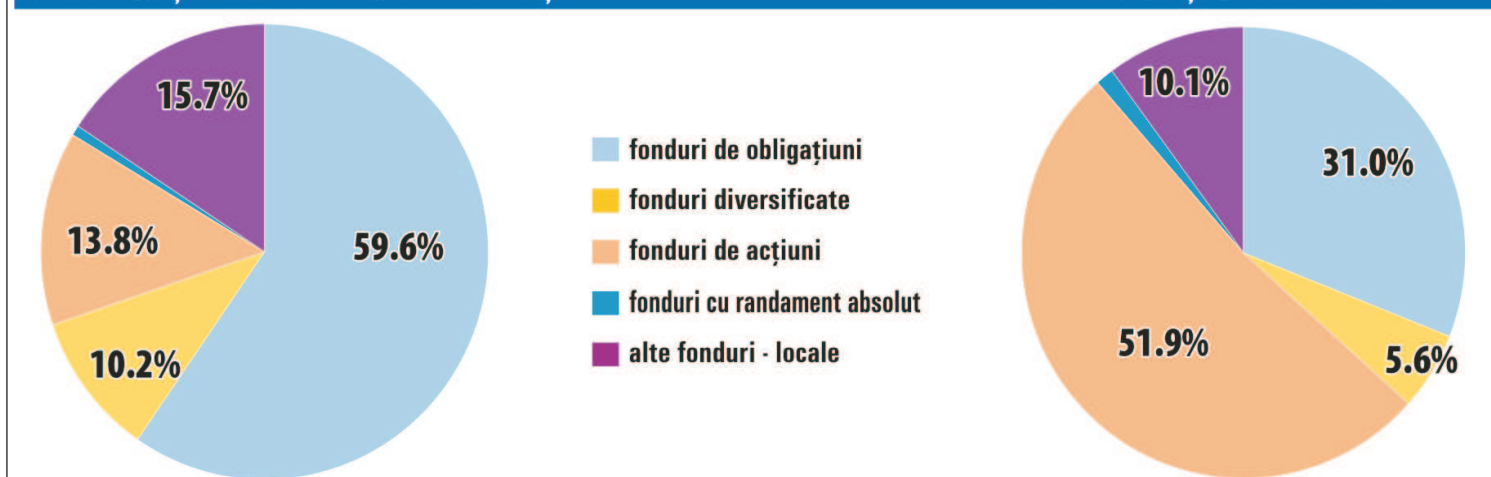 15.7%
59.6%
13.8%
10.2%
fonduri de obligațiuni
fonduri diversificate
fonduri de acțiuni
fonduri cu randament absolut
alte fonduri - locale
10.1%
31.0%
51.9%
5.6%